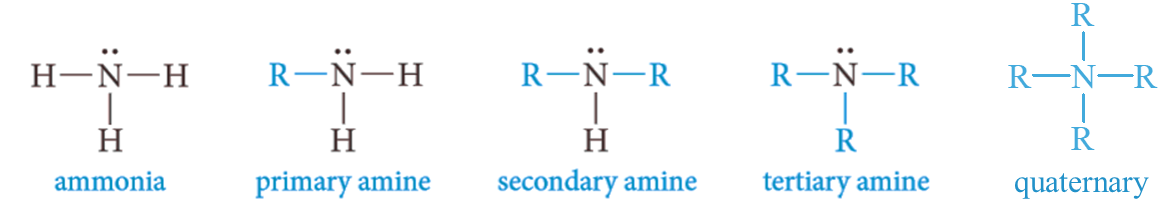 R
H—N̈—H R—N̈—H R—N̈—R R—N̈—R R—N—R
H H H R R
ammonia primary amine secondary amine tertiary amine quaternary